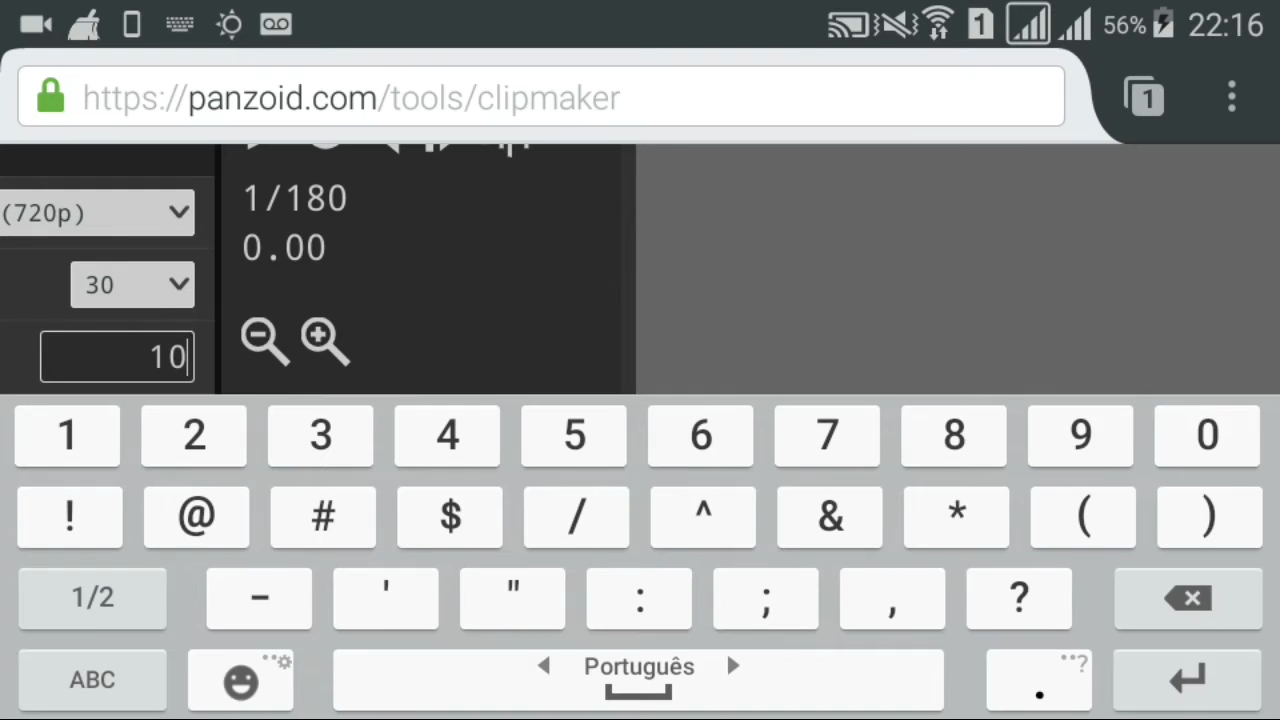 1 56% 22:16
https://panzoid.com/tools/clipmaker 1
(720p)
1/180
0.00
30
10
1 2 3 4 5 6 7 8 9 0
! @ # $ / ^ & * ( )
1/2 - ' " : ; , ?
ABC Português . ?